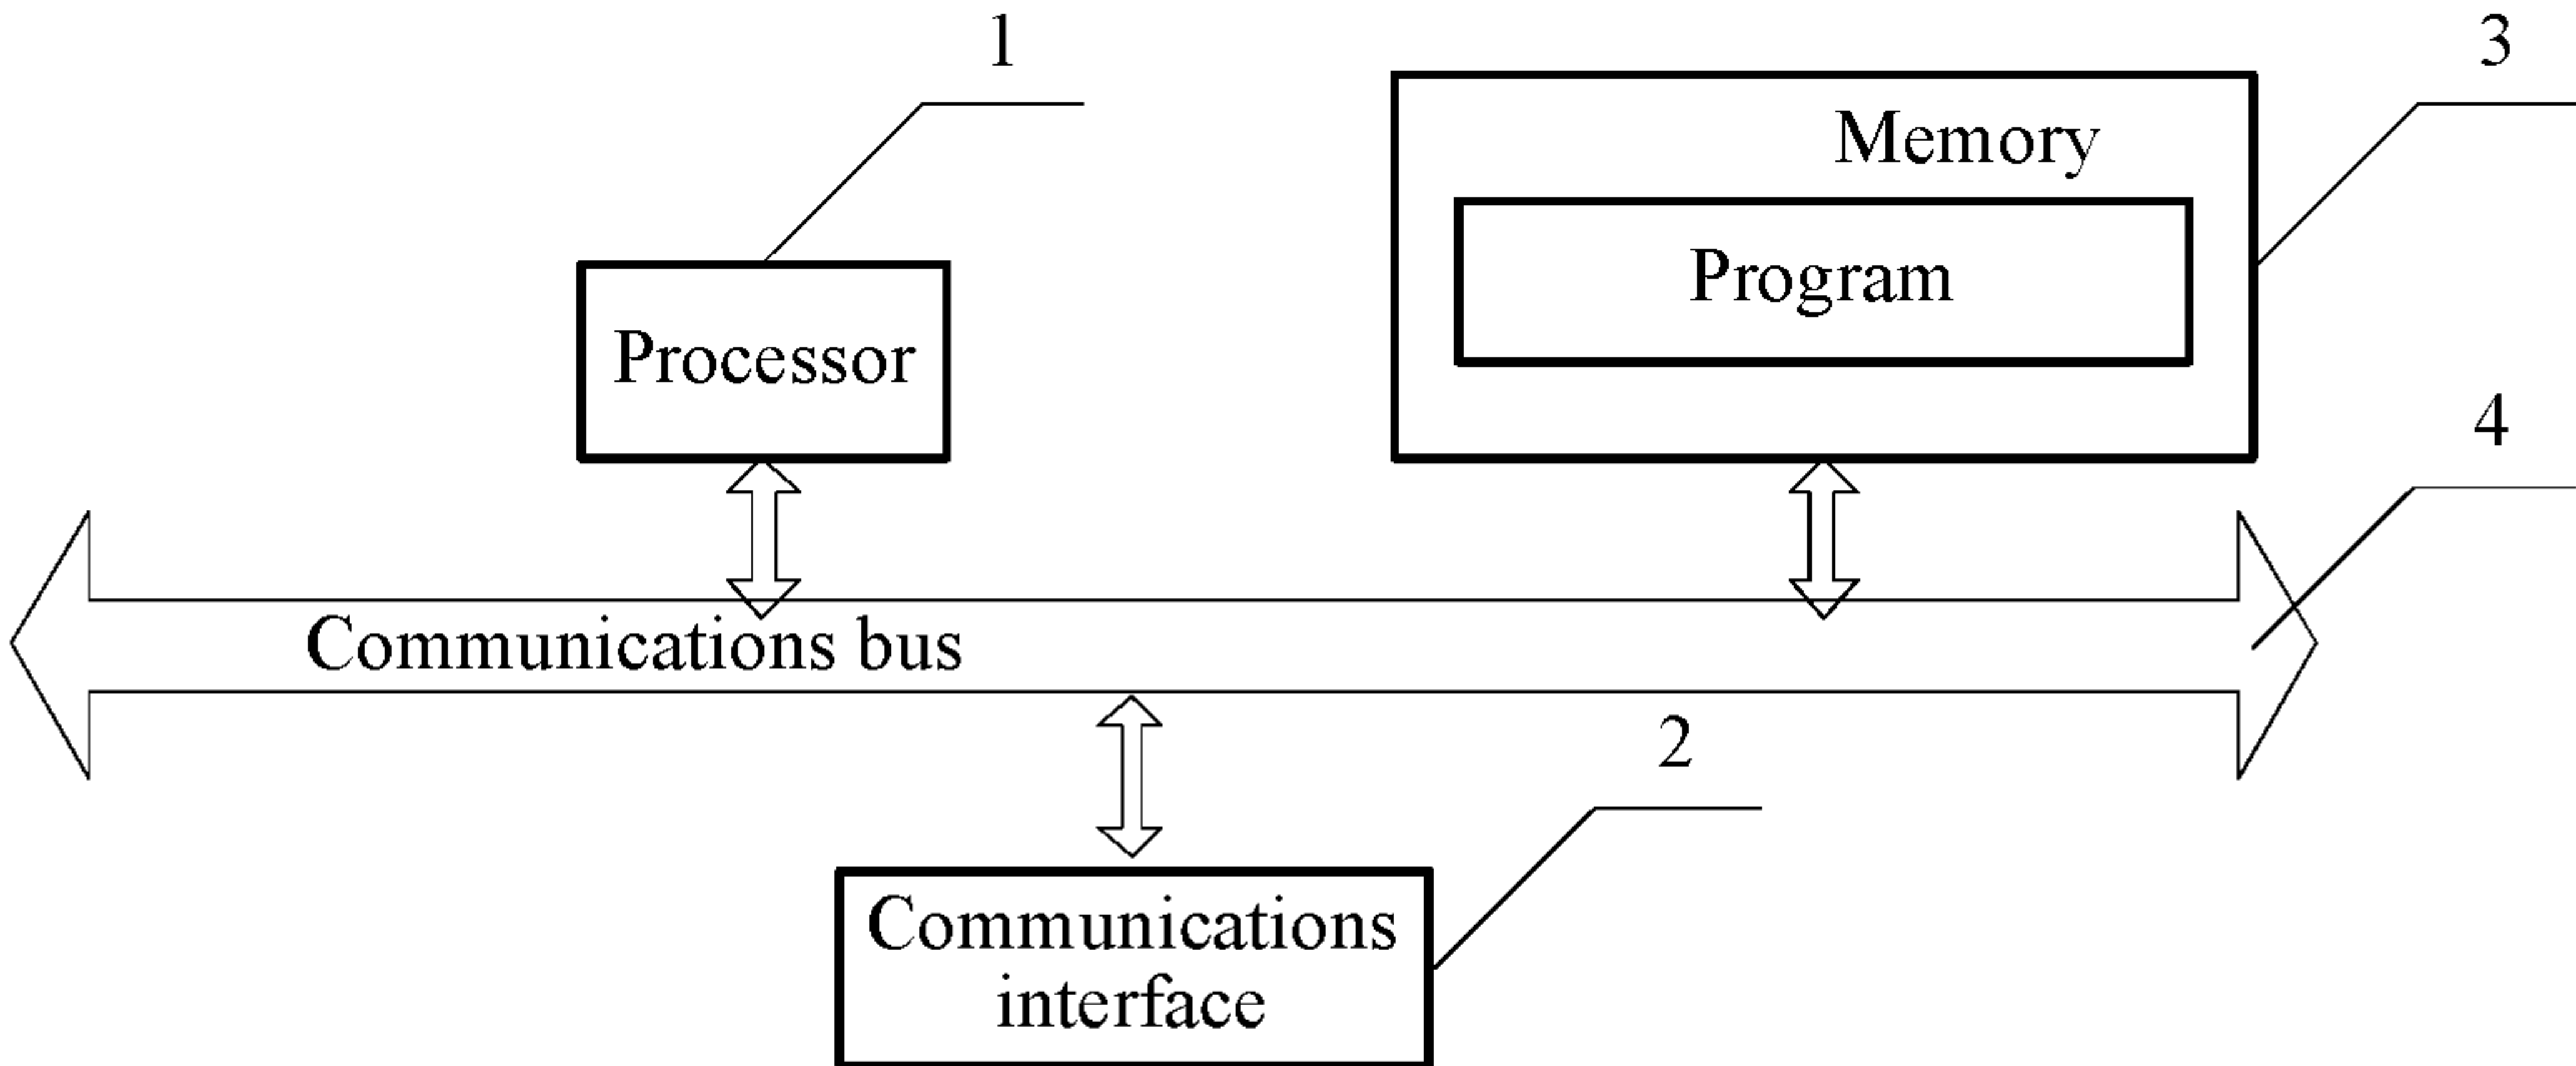 1
3
Memory
Program
Processor
4
Communications bus
2
Communications
interface